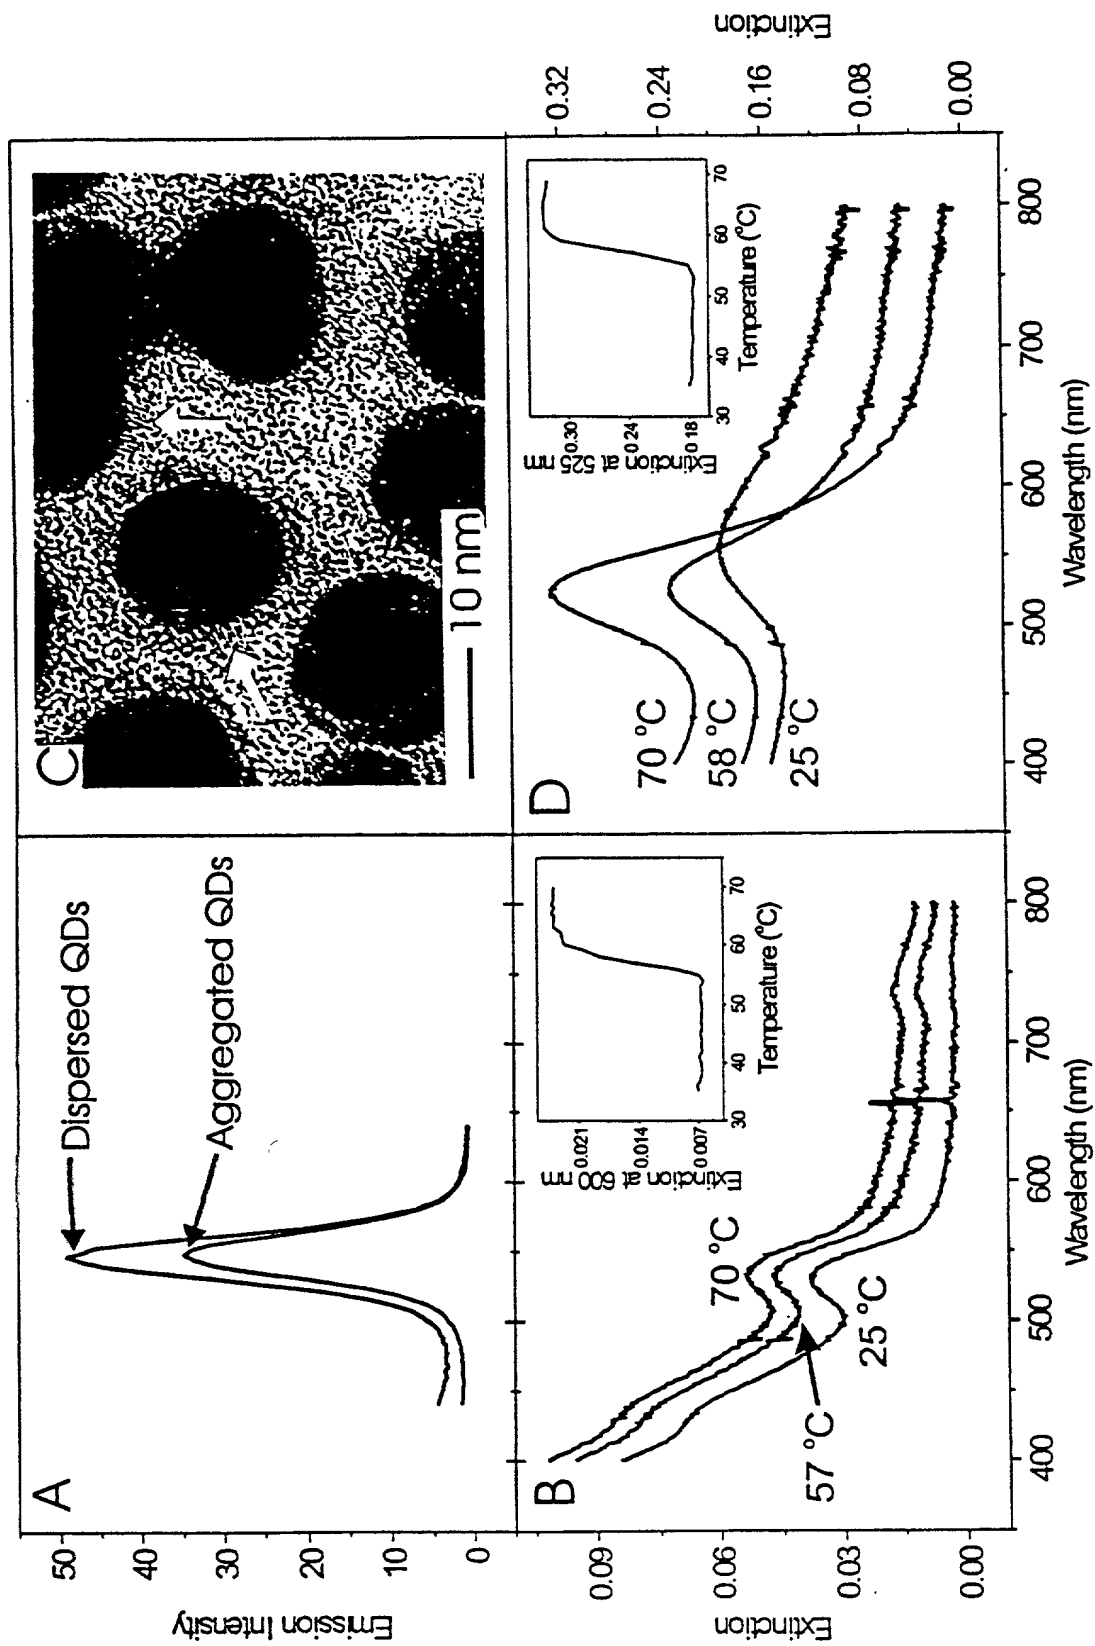 A
Dispersed QDs
Aggregated QDs
50
40
30
20
10
0
Emission Intensity
C
10 nm
B
70 °C
57 °C
25 °C
0.09
0.06
0.03
0.00
Extinction
400
500
600
700
800
Wavelength (nm)
Extinction at 600 nm
0.021
0.014
0.007
30
40
50
60
70
Temperature (°C)
D
70 °C
58 °C
25 °C
Extinction
0.32
0.24
0.16
0.08
0.00
400
500
600
700
800
Wavelength (nm)
Extinction at 525 nm
0.30
0.24
0.18
30
40
50
60
70
Temperature (°C)